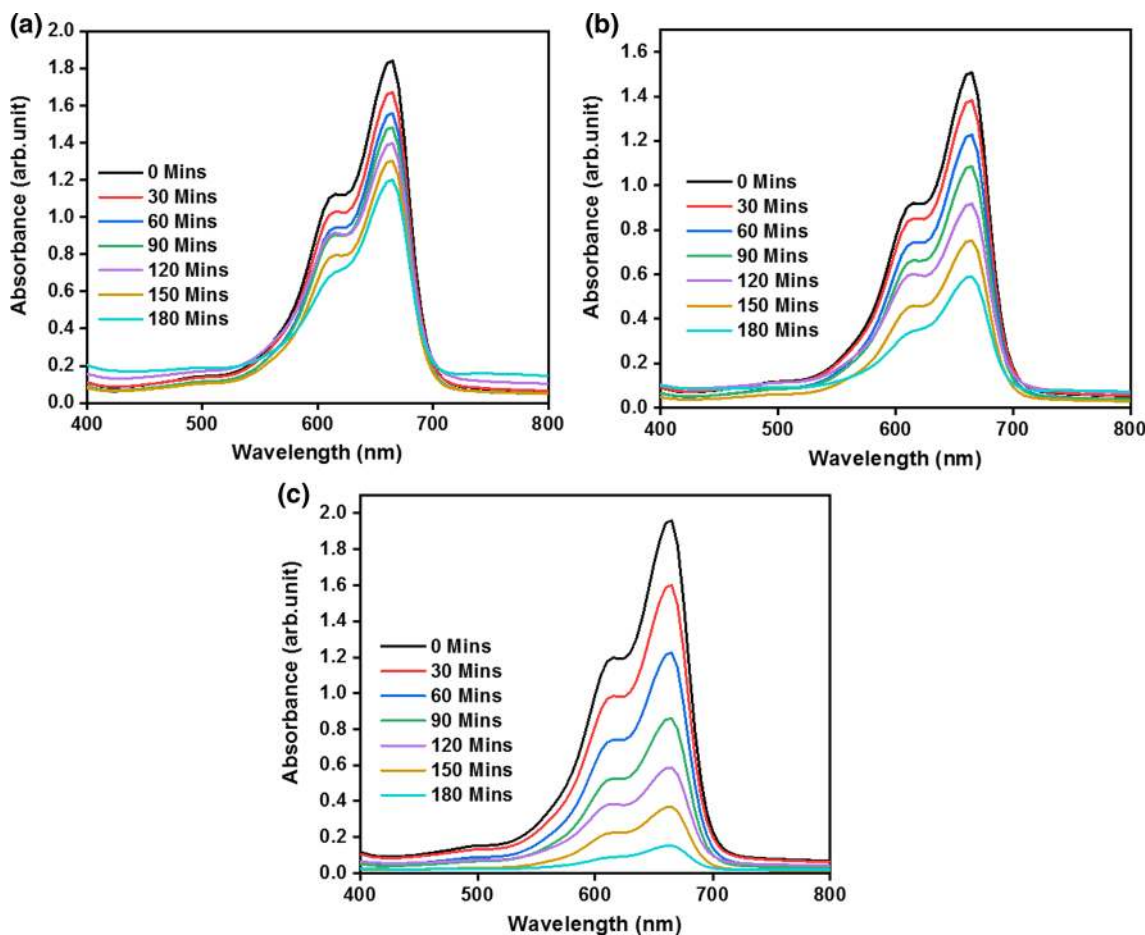 (a)
2.0
1.8
1.6
1.4
1.2
1.0
0.8
0.6
0.4
0.2
0.0
Absorbance (arb.unit)
0 Mins
30 Mins
60 Mins
90 Mins
120 Mins
150 Mins
180 Mins
400 500 600 700 800
Wavelength (nm)
(b)
1.6
1.4
1.2
1.0
0.8
0.6
0.4
0.2
0.0
Absorbance (arb.unit)
0 Mins
30 Mins
60 Mins
90 Mins
120 Mins
150 Mins
180 Mins
400 500 600 700 800
Wavelength (nm)
(c)
2.0
1.8
1.6
1.4
1.2
1.0
0.8
0.6
0.4
0.2
0.0
Absorbance (arb.unit)
0 Mins
30 Mins
60 Mins
90 Mins
120 Mins
150 Mins
180 Mins
400 500 600 700 800
Wavelength (nm)